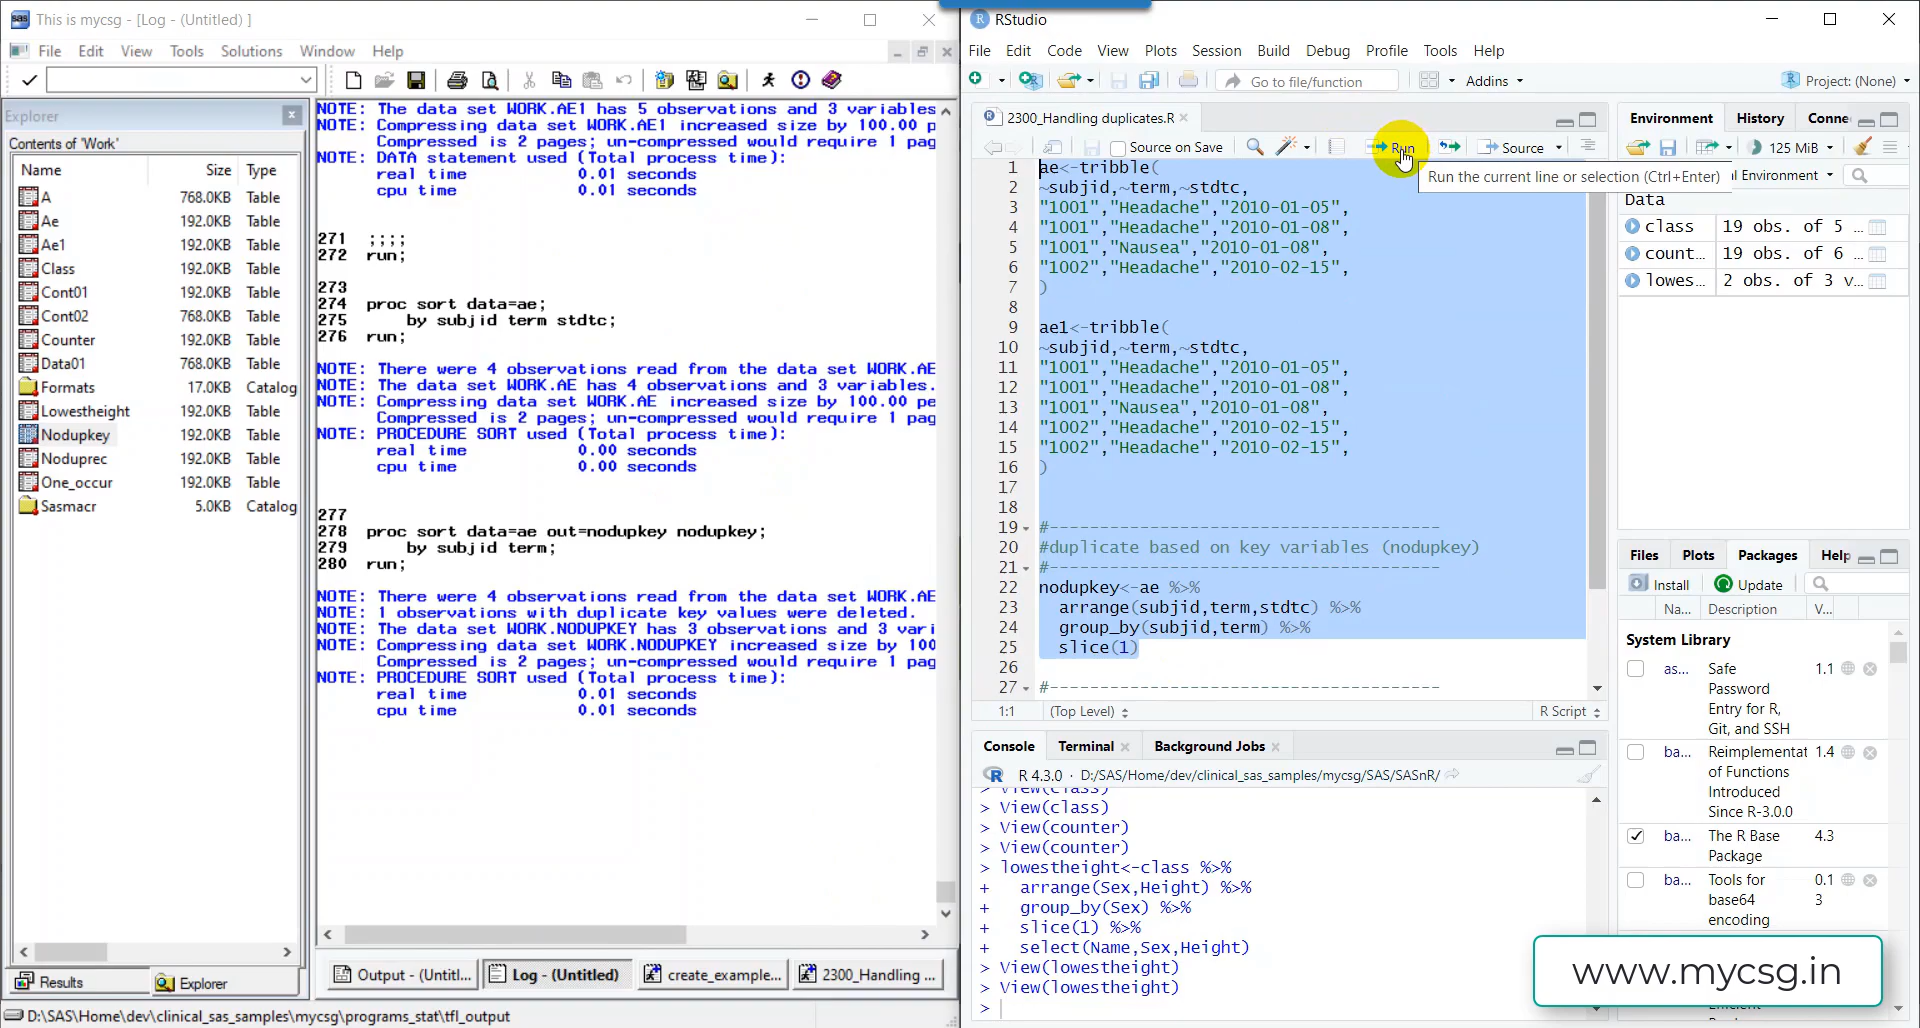 This is mycsg - [Log - (Untitled) ]
File Edit View Tools Solutions Window Help
Explorer
Contents of 'Work'
Name Size Type
A 768.0KB Table
Ae 768.0KB Table
Ae1 192.0KB Table
Class 192.0KB Table
Cont01 192.0KB Table
Cont02 768.0KB Table
Counter 192.0KB Table
Data01 768.0KB Table
Formats 17.0KB Catalog
Lowestheight 192.0KB Table
Nodupkey 192.0KB Table
Noduprec 192.0KB Table
One_occur 192.0KB Table
Sasmacr 5.0KB Catalog
Results Explorer
NOTE: The data set WORK.AE1 has 5 observations and 3 variables
NOTE: Compressing data set WORK.AE1 increased size by 100.00 p
Compressed is 2 pages; un-compressed would require 1 pag
NOTE: DATA statement used (Total process time):
real time 0.01 seconds
cpu time 0.01 seconds
271 ;;;;
272 run;
273
274 proc sort data=ae;
275 by subjid term stdtc;
276 run;
NOTE: There were 4 observations read from the data set WORK.AE
NOTE: The data set WORK.AE has 4 observations and 3 variables.
NOTE: Compressing data set WORK.AE increased size by 100.00 pe
Compressed is 2 pages; un-compressed would require 1 pag
NOTE: PROCEDURE SORT used (Total process time):
real time 0.00 seconds
cpu time 0.00 seconds
277
278 proc sort data=ae out=nodupkey nodupkey;
279 by subjid term;
280 run;
NOTE: There were 4 observations read from the data set WORK.AE
NOTE: 1 observations with duplicate key values were deleted.
NOTE: The data set WORK.NODUPKEY has 3 observations and 3 vari
NOTE: Compressing data set WORK.NODUPKEY increased size by 100
Compressed is 2 pages; un-compressed would require 1 pag
NOTE: PROCEDURE SORT used (Total process time):
real time 0.01 seconds
cpu time 0.01 seconds
Output - (Untitl... Log - (Untitled) create_example... 2300_Handling ...
D:\SAS\Home\dev\clinical_sas_samples\mycsg\programs_stat\tfl_output
RStudio
File Edit Code View Plots Session Build Debug Profile Tools Help
Go to file/function Addins Project: (None)
2300_Handling duplicates.R
Source on Save Run Source
Run the current line or selection (Ctrl+Enter)
1 ae<-tribble(
2 ~subjid,~term,~stdtc,
3 "1001","Headache","2010-01-05",
4 "1001","Headache","2010-01-08",
5 "1001","Nausea","2010-01-08",
6 "1002","Headache","2010-02-15",
7 )
8
9 ae1<-tribble(
10 ~subjid,~term,~stdtc,
11 "1001","Headache","2010-01-05",
12 "1001","Headache","2010-01-08",
13 "1001","Nausea","2010-01-08",
14 "1002","Headache","2010-02-15",
15 "1002","Headache","2010-02-15",
16 )
17
18
19 #---------------------------------------
20 #duplicate based on key variables (nodupkey)
21 #---------------------------------------
22 nodupkey<-ae %>%
23 arrange(subjid,term,stdtc) %>%
24 group_by(subjid,term) %>%
25 slice(1)
26
27 #---------------------------------------
1:1 (Top Level) R Script
Console Terminal Background Jobs
R 4.3.0 · D:/SAS/Home/dev/clinical_sas_samples/mycsg/SAS/SASnR/
> View(class)
> View(class)
> View(counter)
> View(counter)
> lowestheight<-class %>%
+ arrange(Sex,Height) %>%
+ group_by(Sex) %>%
+ slice(1) %>%
+ select(Name,Sex,Height)
> View(lowestheight)
> View(lowestheight)
>
Environment History Conne
125 MiB
l Environment
Data
class 19 obs. of 5 ...
count... 19 obs. of 6 ...
lowes... 2 obs. of 3 v...
Files Plots Packages Help
Install Update
Na... Description V...
System Library
as... Safe Password Entry for R, Git, and SSH 1.1
ba... Reimplementat of Functions Introduced Since R-3.0.0 1.4
ba... The R Base Package 4.3
ba... Tools for base64 encoding 0.1 3
www.mycsg.in